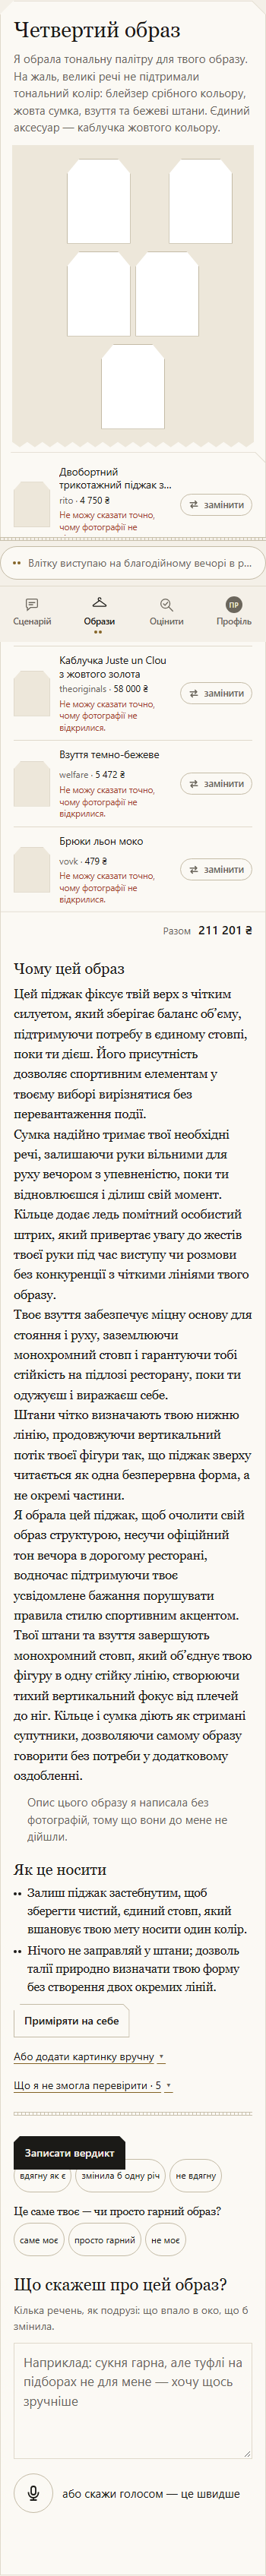 Четвертий образ
Я обрала тональну палітру для твого образу.
На жаль, великі речі не підтримали
тональний колір: блейзер срібного кольору,
жовта сумка, взуття та бежеві штани. Єдиний
аксесуар — каблучка жовтого кольору.
Двобортний
трикотажний піджак з...
rito · 4 750 ₴
Не можу сказати точно,
чому фотографії не
замінити
Влітку виступаю на благодійному вечорі в р...
Сценарій
Образи
Оцінити
ПР
Профіль
Каблучка Juste un Clou
з жовтого золота
theoriginals · 58 000 ₴
Не можу сказати точно,
чому фотографії не
відкрилися.
замінити
Взуття темно-бежеве
welfare · 5 472 ₴
Не можу сказати точно,
чому фотографії не
відкрилися.
замінити
Брюки льон моко
vovk · 479 ₴
Не можу сказати точно,
чому фотографії не
відкрилися.
замінити
Разом 211 201 ₴
Чому цей образ
Цей піджак фіксує твій верх з чітким
силуетом, який зберігає баланс об’єму,
підтримуючи потребу в єдиному стовпі,
поки ти дієш. Його присутність
дозволяє спортивним елементам у
твоєму виборі вирізнятися без
перевантаження події.
Сумка надійно тримає твої необхідні
речі, залишаючи руки вільними для
руху вечором з упевненістю, поки ти
відновлюєшся і ділиш свій момент.
Кільце додає ледь помітний особистий
штрих, який привертає увагу до жестів
твоєї руки під час виступу чи розмови
без конкуренції з чіткими лініями твого
образу.
Твоє взуття забезпечує міцну основу для
стояння і руху, заземлюючи
монохромний стовп і гарантуючи тобі
стійкість на підлозі ресторану, поки ти
одужуєш і виражаєш себе.
Штани чітко визначають твою нижню
лінію, продовжуючи вертикальний
потік твоєї фігури так, що піджак зверху
читається як одна безперервна форма, а
не окремі частини.
Я обрала цей піджак, щоб очолити свій
образ структурою, несучи офіційний
тон вечора в дорогому ресторані,
водночас підтримуючи твоє
усвідомлене бажання порушувати
правила стилю спортивним акцентом.
Твої штани та взуття завершують
монохромний стовп, який об’єднує твою
фігуру в одну стійку лінію, створюючи
тихий вертикальний фокус від плечей
до ніг. Кільце і сумка діють як стримані
супутники, дозволяючи самому образу
говорити без потреби у додатковому
оздобленні.
Опис цього образу я написала без
фотографій, тому що вони до мене не
дійшли.
Як це носити
Залиш піджак застебнутим, щоб
зберегти чистий, єдиний стовп, який
вшановує твою мету носити один колір.
Нічого не заправляй у штани; дозволь
талії природно визначати твою форму
без створення двох окремих ліній.
Приміряти на себе
Або додати картинку вручну
Що я не змогла перевірити · 5
Записати вердикт
вдягну як є
змінила б одну річ
не вдягну
Це саме твоє — чи просто гарний образ?
саме моє
просто гарний
не моє
Що скажеш про цей образ?
Кілька речень, як подрузі: що впало в око, що б
змінила.
Наприклад: сукня гарна, але туфлі на
підборах не для мене — хочу щось
зручніше
або скажи голосом — це швидше